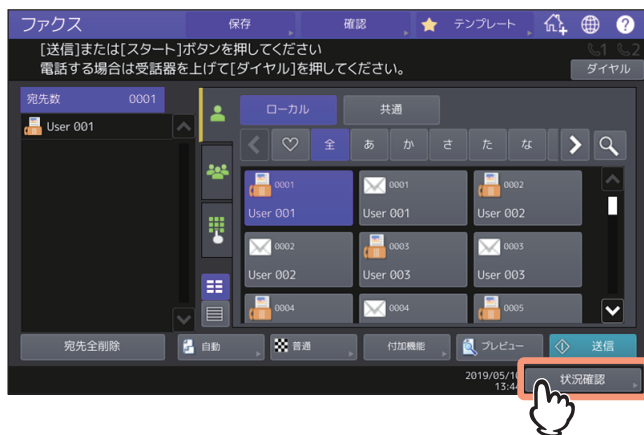 ファクス
保存
確認
テンプレート
[送信]または[スタート]ボタンを押してください
電話する場合は受話器を上げて[ダイヤル]を押してください。
1 2
ダイヤル
宛先数 0001
User 001
ローカル
共通
全 あ か さ た な
0001 0001 0002
User 001 User 001 User 002
0002 0003 0003
User 002 User 003 User 003
0004 0004 0005
宛先全削除
自動
普通
付加機能
プレビュー
送信
2019/05/10
13:44
状況確認